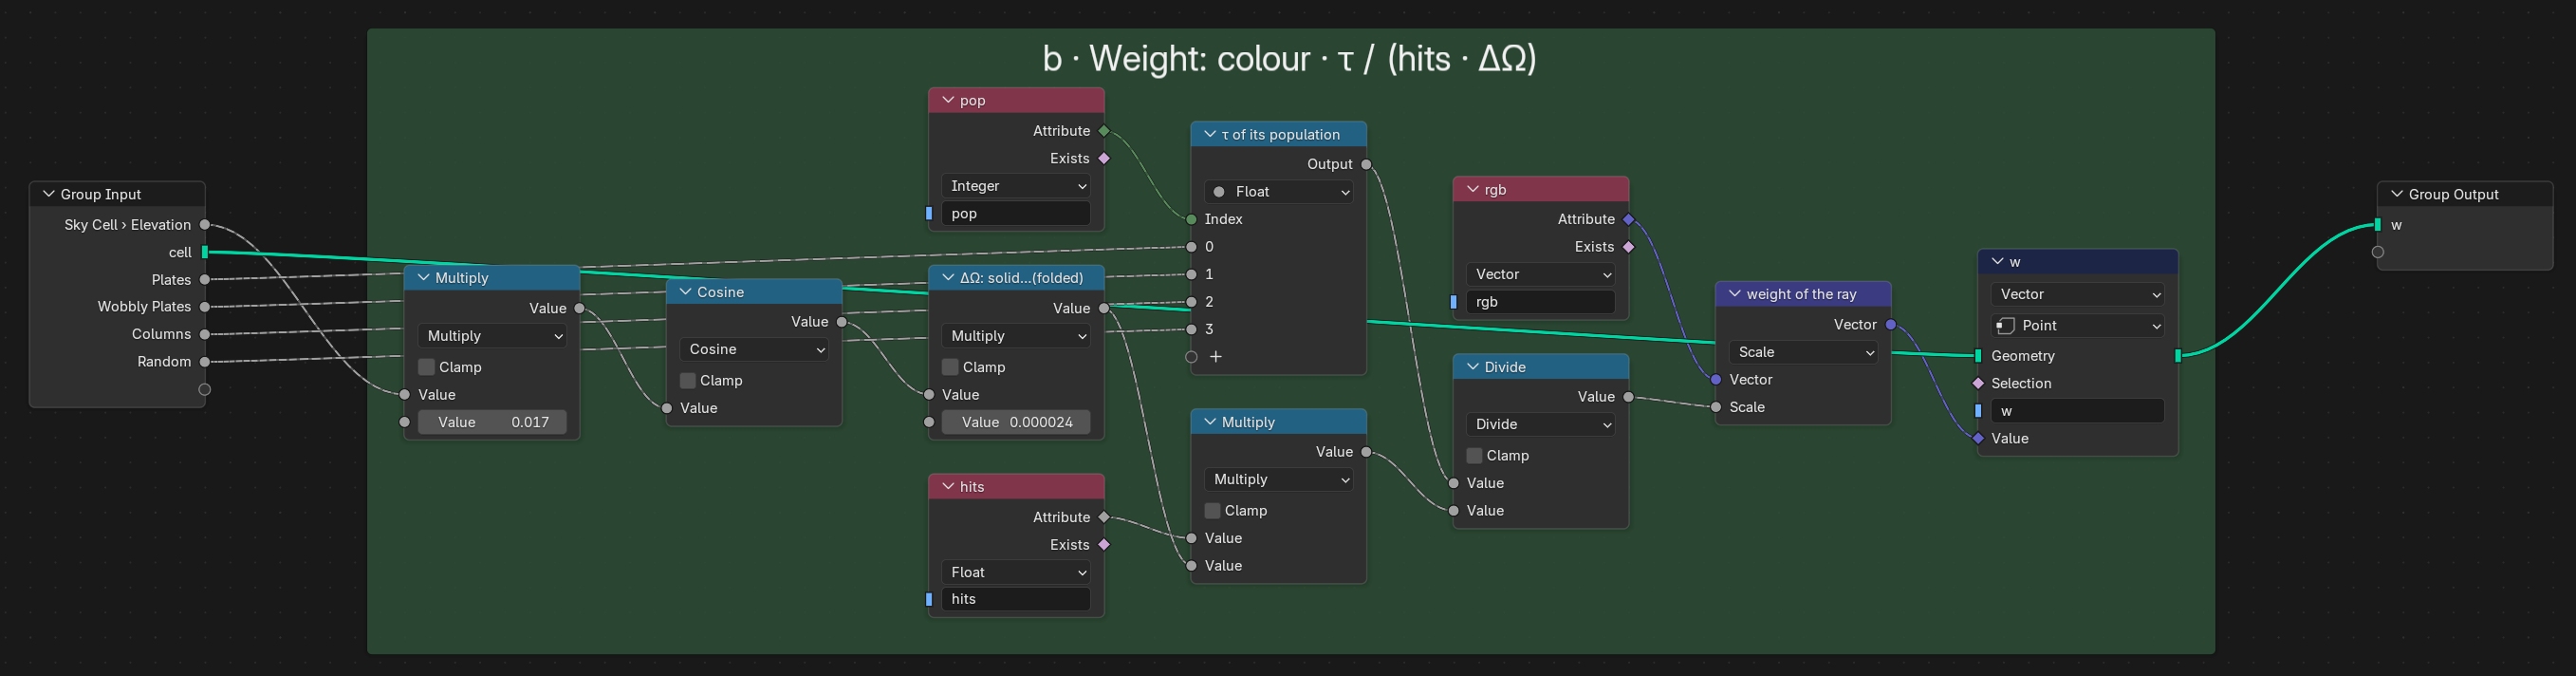 b · Weight: colour · τ / (hits · ΔΩ)
Group Input
Sky Cell › Elevation
cell
Plates
Wobbly Plates
Columns
Random
Multiply
Value
Multiply
Clamp
Value
Value 0.017
Cosine
Value
Cosine
Clamp
Value
pop
Attribute
Exists
Integer
pop
ΔΩ: solid...(folded)
Value
Multiply
Clamp
Value
Value 0.000024
hits
Attribute
Exists
Float
hits
τ of its population
Output
Float
Index
0
1
2
3
+
Multiply
Value
Multiply
Clamp
Value
Value
rgb
Attribute
Exists
Vector
rgb
Divide
Value
Divide
Clamp
Value
Value
weight of the ray
Vector
Scale
Vector
Scale
w
Vector
Point
Geometry
Selection
w
Value
Group Output
w